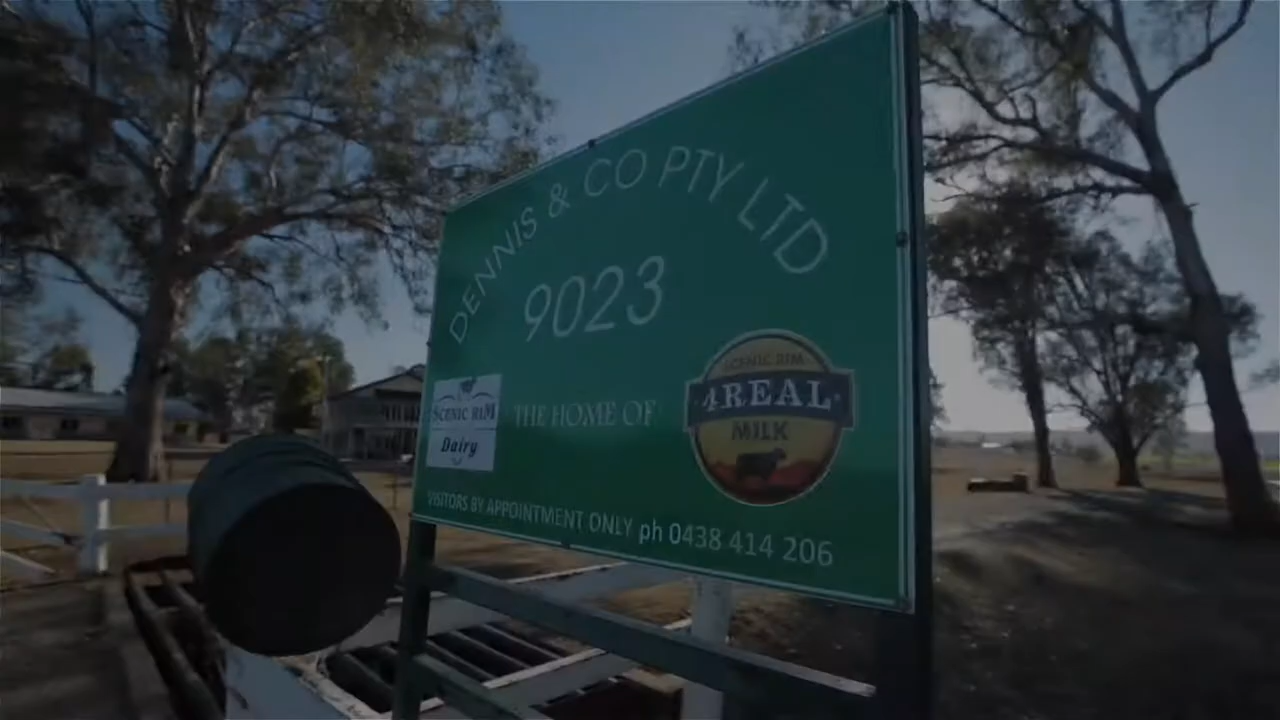 DENNIS & CO PTY LTD
9023
SCENIC RIM
Dairy
THE HOME OF
SCENIC RIM
4REAL
MILK
VISITORS BY APPOINTMENT ONLY ph 0438 414 206